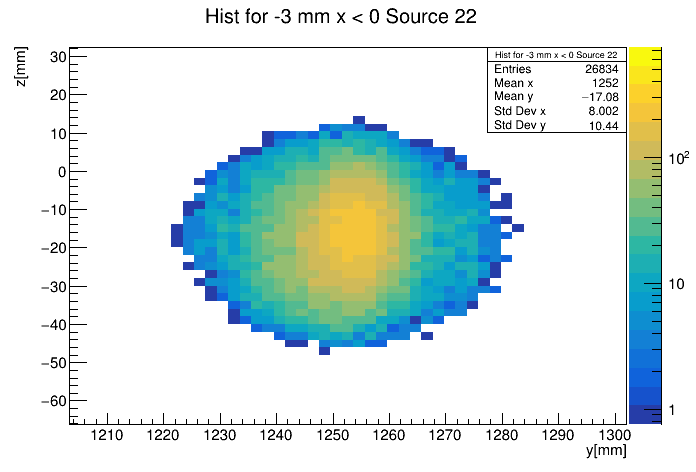 Hist for -3 mm x < 0 Source 22
z[mm]
30
20
10
0
−10
−20
−30
−40
−50
−60
1210 1220 1230 1240 1250 1260 1270 1280 1290 1300
y[mm]
Hist for -3 mm x < 0 Source 22
Entries 26834
Mean x 1252
Mean y −17.08
Std Dev x 8.002
Std Dev y 10.44
10²
10
1